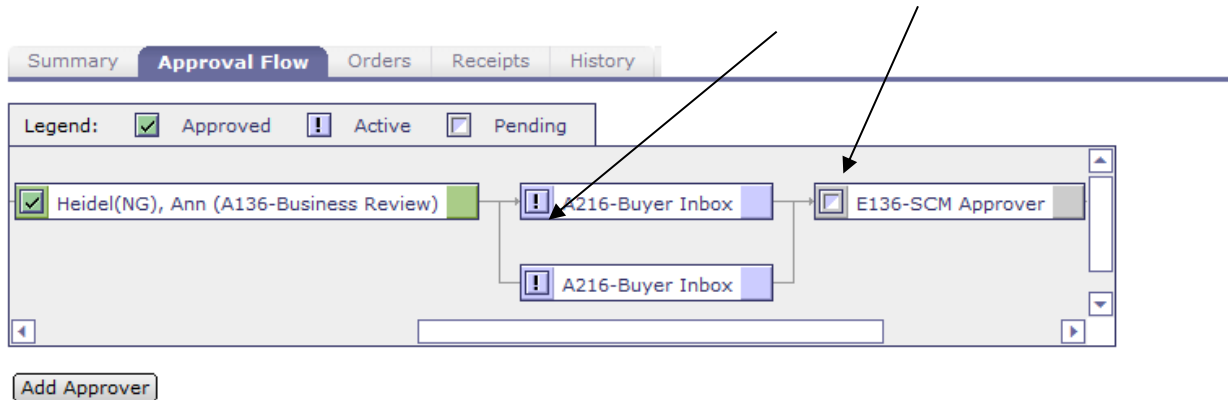 Summary Approval Flow Orders Receipts History
Legend: Approved ! Active Pending
Heidel(NG), Ann (A136-Business Review) ! A216-Buyer Inbox E136-SCM Approver
! A216-Buyer Inbox
Add Approver